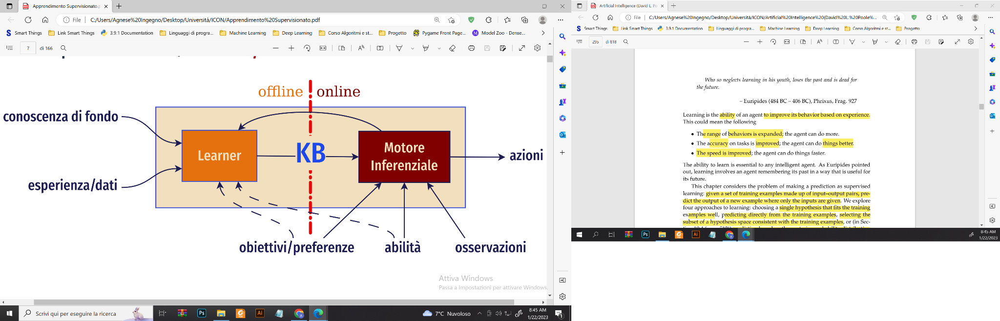 Apprendimento Supervisionato.p
File
C:/Users/Agnese%20Ingegno/Desktop/Università/ICON/Apprendimento%20Supervisionato.pdf
Smart Things
Link Smart Things
3.9.1 Documentation
Linguaggi di progra...
Machine Learning
Deep Learning
Corso Algoritmi e st...
Progetto
Pygame Front Page...
Model Zoo - Dense...
7
di 166
offline
online
conoscenza di fondo
esperienza/dati
Learner
KB
Motore
Inferenziale
azioni
obiettivi/preferenze
abilità
osservazioni
Attiva Windows
Passa a Impostazioni per attivare Windows.
Scrivi qui per eseguire la ricerca
Ps
Ai
7°C Nuvoloso
8:45 AM
1/22/2023
1
Artificial Intelligence (David L. Po
File
C:/Users/Agnese%20Ingegno/Desktop/Università/ICON/Artificial%20Intelligence%20(David%20L.%20Poole%...
Smart Things
Link Smart Things
3.9.1 Documentation
Linguaggi di progra...
Machine Learning
Deep Learning
Corso Algoritmi e st...
Progetto
295
di 818
Who so neglects learning in his youth, loses the past and is dead for
the future.
– Euripides (484 BC – 406 BC), Phrixus, Frag. 927
Learning is the ability of an agent to improve its behavior based on experience.
This could mean the following
• The range of behaviors is expanded; the agent can do more.
• The accuracy on tasks is improved; the agent can do things better.
• The speed is improved; the agent can do things faster.
The ability to learn is essential to any intelligent agent. As Euripides pointed
out, learning involves an agent remembering its past in a way that is useful for
its future.
This chapter considers the problem of making a prediction as supervised
learning: given a set of training examples made up of input–output pairs, pre-
dict the output of a new example where only the inputs are given. We explore
four approaches to learning: choosing a single hypothesis that fits the training
examples well, predicting directly from the training examples, selecting the
subset of a hypothesis space consistent with the training examples, or (in Sec-
Ps
Ai
8:45 AM
1/22/2023